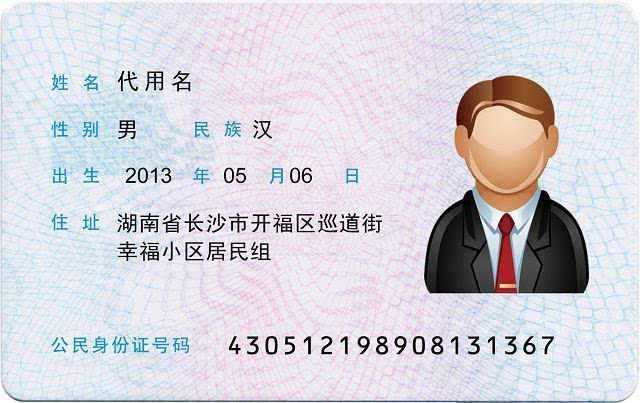 姓名 代用名
性别 男 民族 汉
出生 2013 年 05 月 06 日
住址 湖南省长沙市开福区巡道街
幸福小区居民组
公民身份证号码 430512198908131367